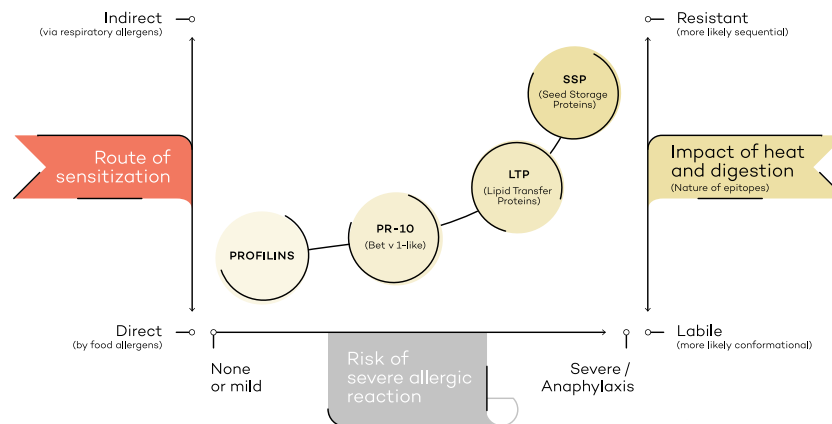 Indirect
(via respiratory allergens)
Resistant
(more likely sequential)
SSP
(Seed Storage
Proteins)
Route of
sensitization
Impact of heat
and digestion
(Nature of epitopes)
LTP
(Lipid Transfer
Proteins)
PR-10
(Bet v 1-like)
PROFILINS
Direct
(by food allergens)
Labile
(more likely conformational)
None
or mild
Risk of
severe allergic
reaction
Severe /
Anaphylaxis